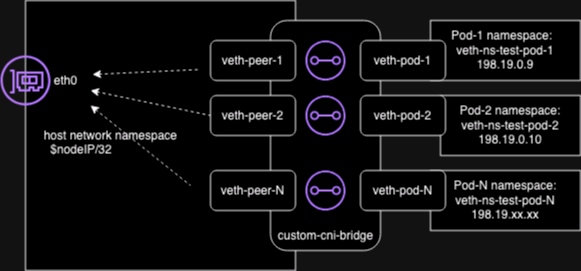 eth0
host network namespace
$nodeIP/32
veth-peer-1
veth-pod-1
Pod-1 namespace:
veth-ns-test-pod-1
198.19.0.9
veth-peer-2
veth-pod-2
Pod-2 namespace:
veth-ns-test-pod-2
198.19.0.10
veth-peer-N
veth-pod-N
Pod-N namespace:
veth-ns-test-pod-N
198.19.xx.xx
custom-cni-bridge